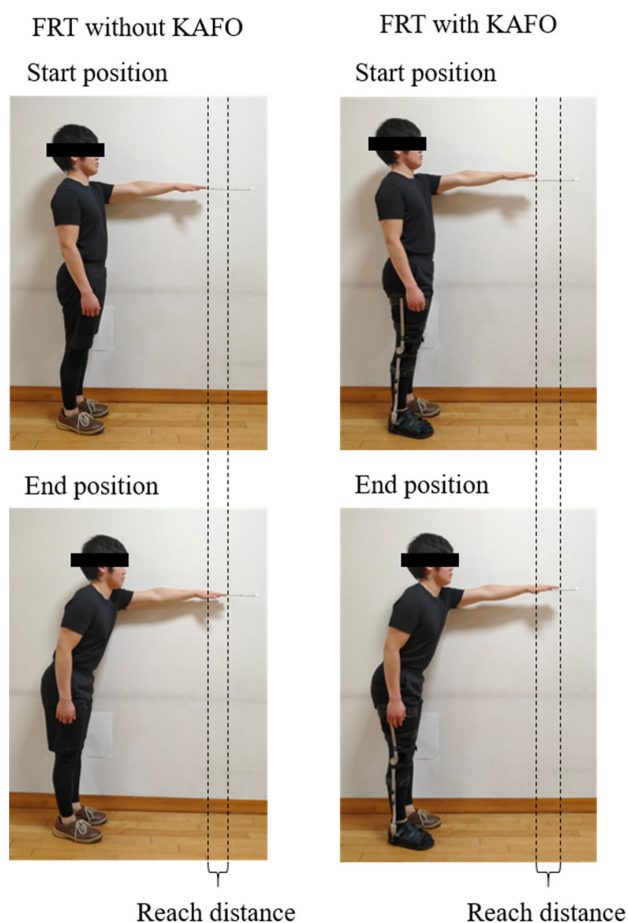 FRT without KAFO
FRT with KAFO
Start position
Start position
End position
End position
Reach distance
Reach distance